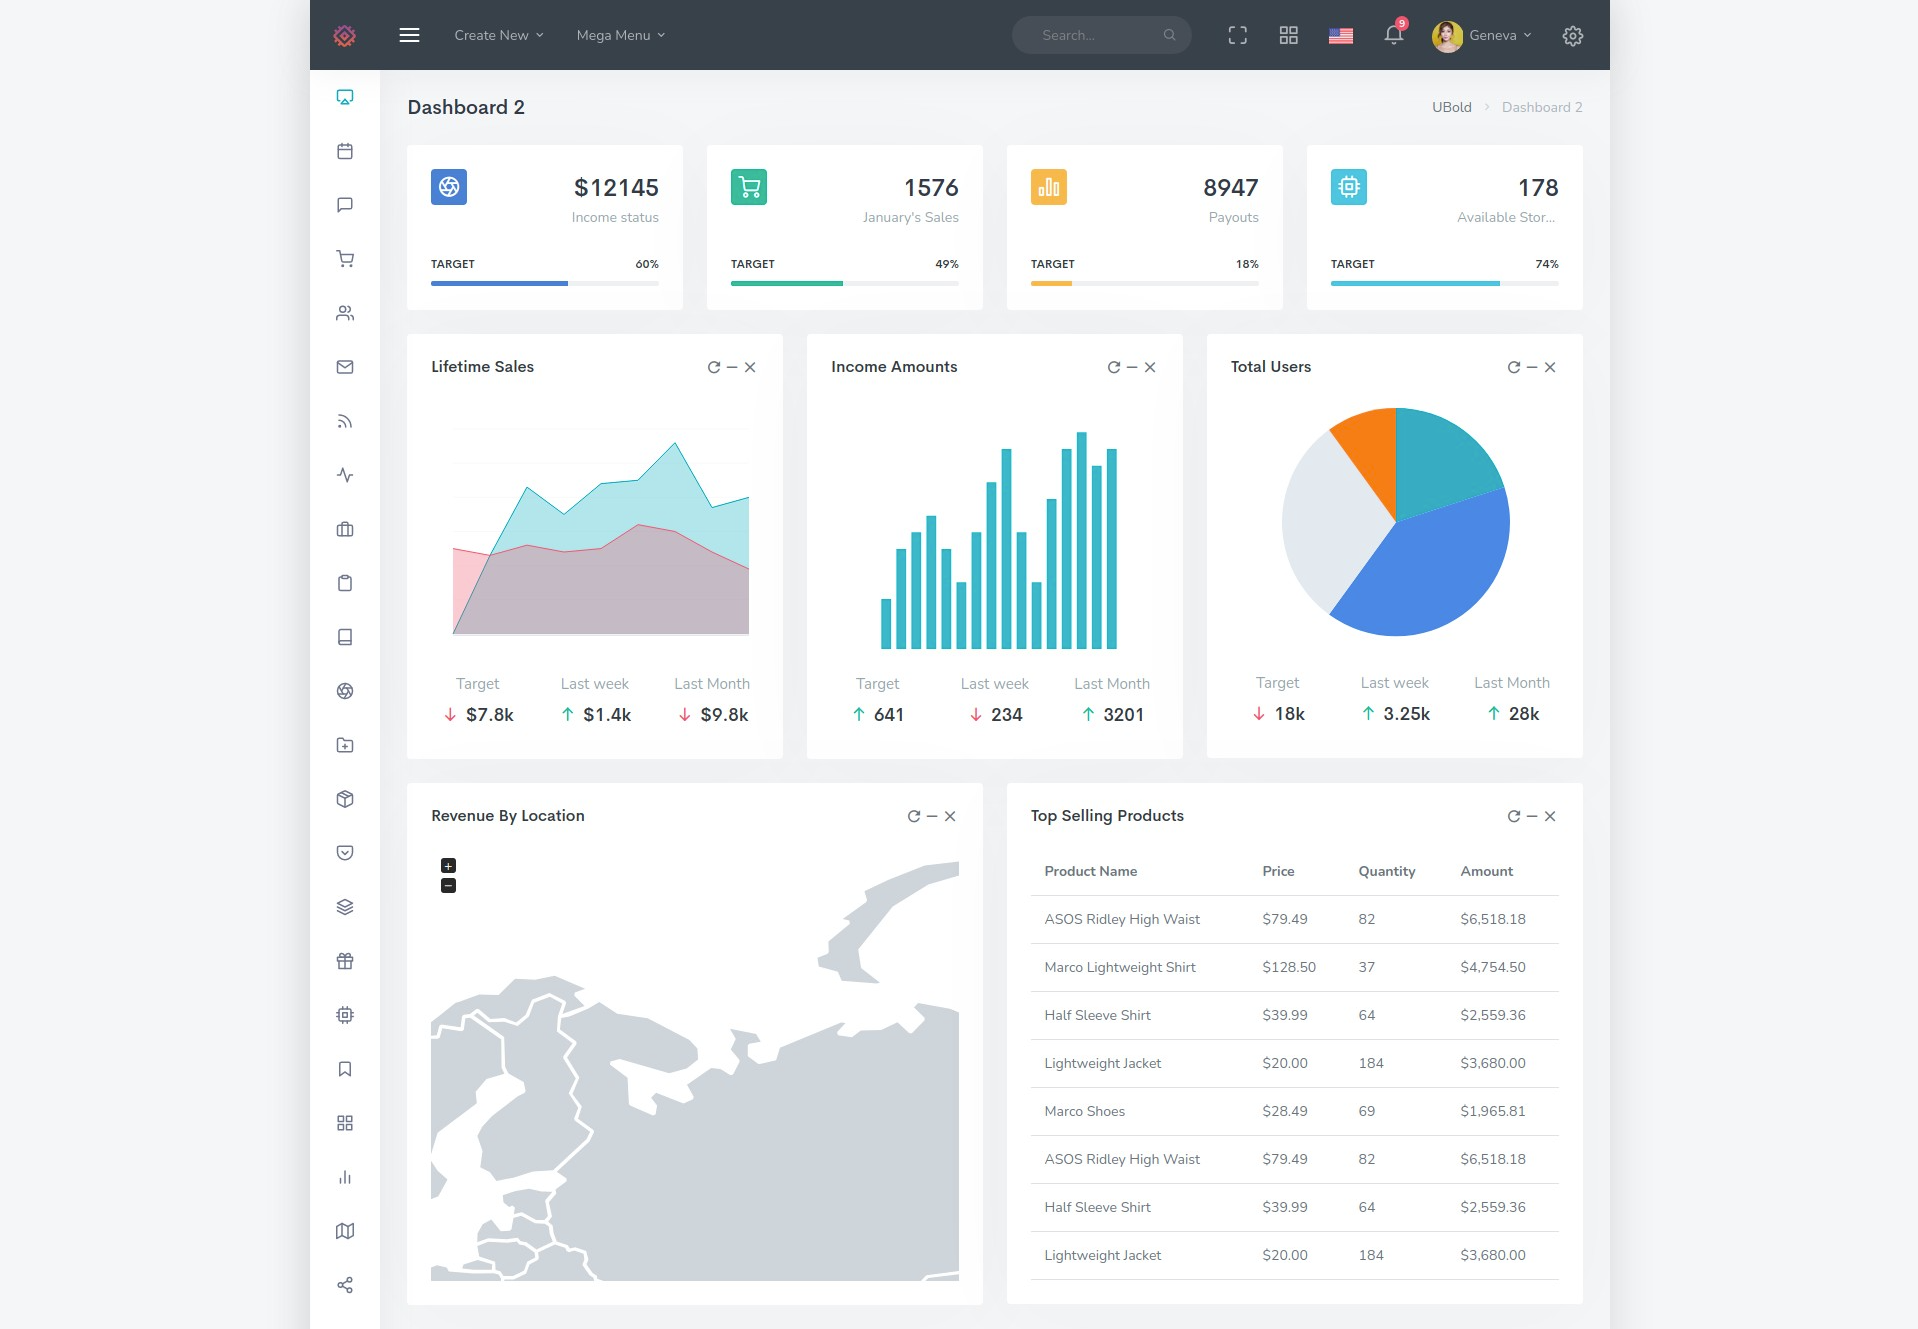 Create New Mega Menu Search... 9 Geneva
Dashboard 2 UBold Dashboard 2
$12145
Income status
TARGET 60%
1576
January's Sales
TARGET 49%
8947
Payouts
TARGET 18%
178
Available Stor...
TARGET 74%
Lifetime Sales
Target Last week Last Month
$7.8k $1.4k $9.8k
Income Amounts
Target Last week Last Month
641 234 3201
Total Users
Target Last week Last Month
18k 3.25k 28k
Revenue By Location
+
−
Top Selling Products
Product Name Price Quantity Amount
ASOS Ridley High Waist $79.49 82 $6,518.18
Marco Lightweight Shirt $128.50 37 $4,754.50
Half Sleeve Shirt $39.99 64 $2,559.36
Lightweight Jacket $20.00 184 $3,680.00
Marco Shoes $28.49 69 $1,965.81
ASOS Ridley High Waist $79.49 82 $6,518.18
Half Sleeve Shirt $39.99 64 $2,559.36
Lightweight Jacket $20.00 184 $3,680.00